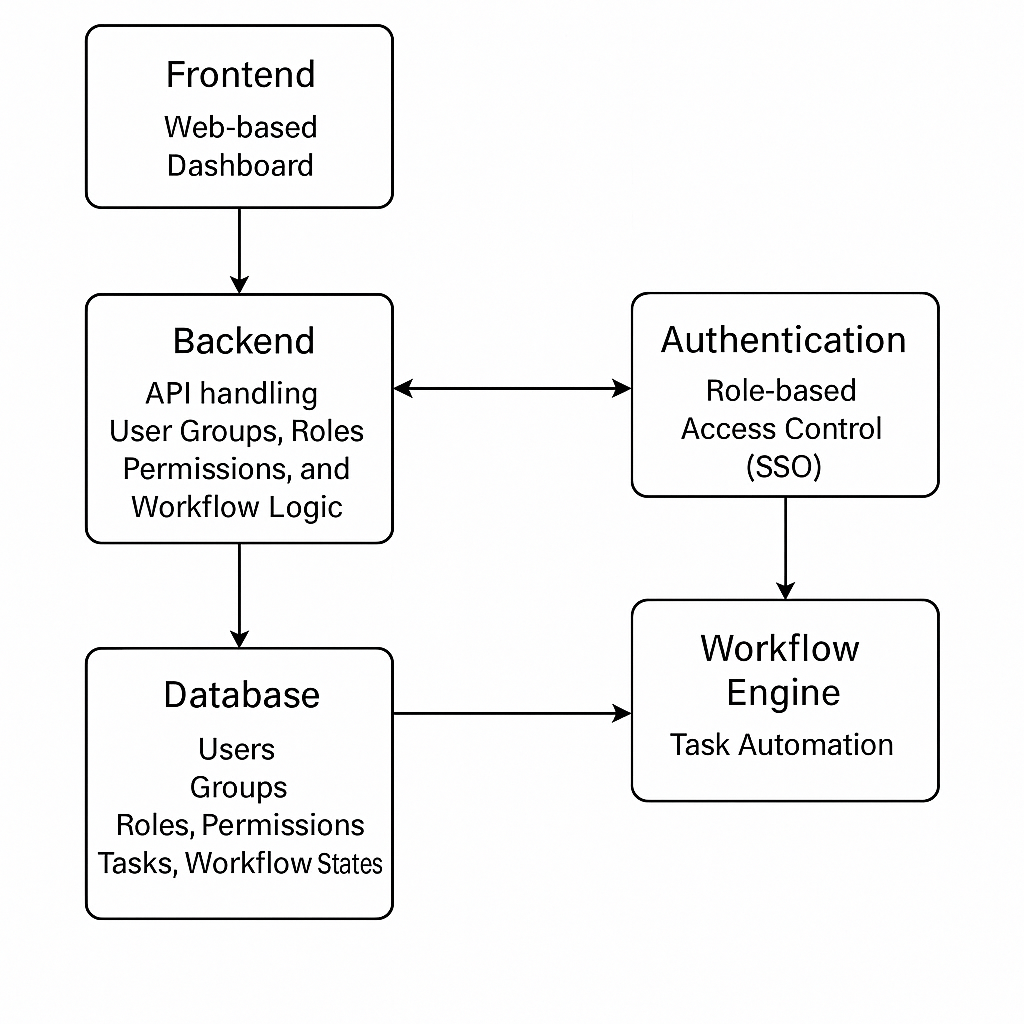 Frontend
Web-based
Dashboard
Backend
API handling
User Groups, Roles
Permissions, and
Workflow Logic
Authentication
Role-based
Access Control
(SSO)
Database
Users
Groups
Roles, Permissions
Tasks, Workflow States
Workflow
Engine
Task Automation